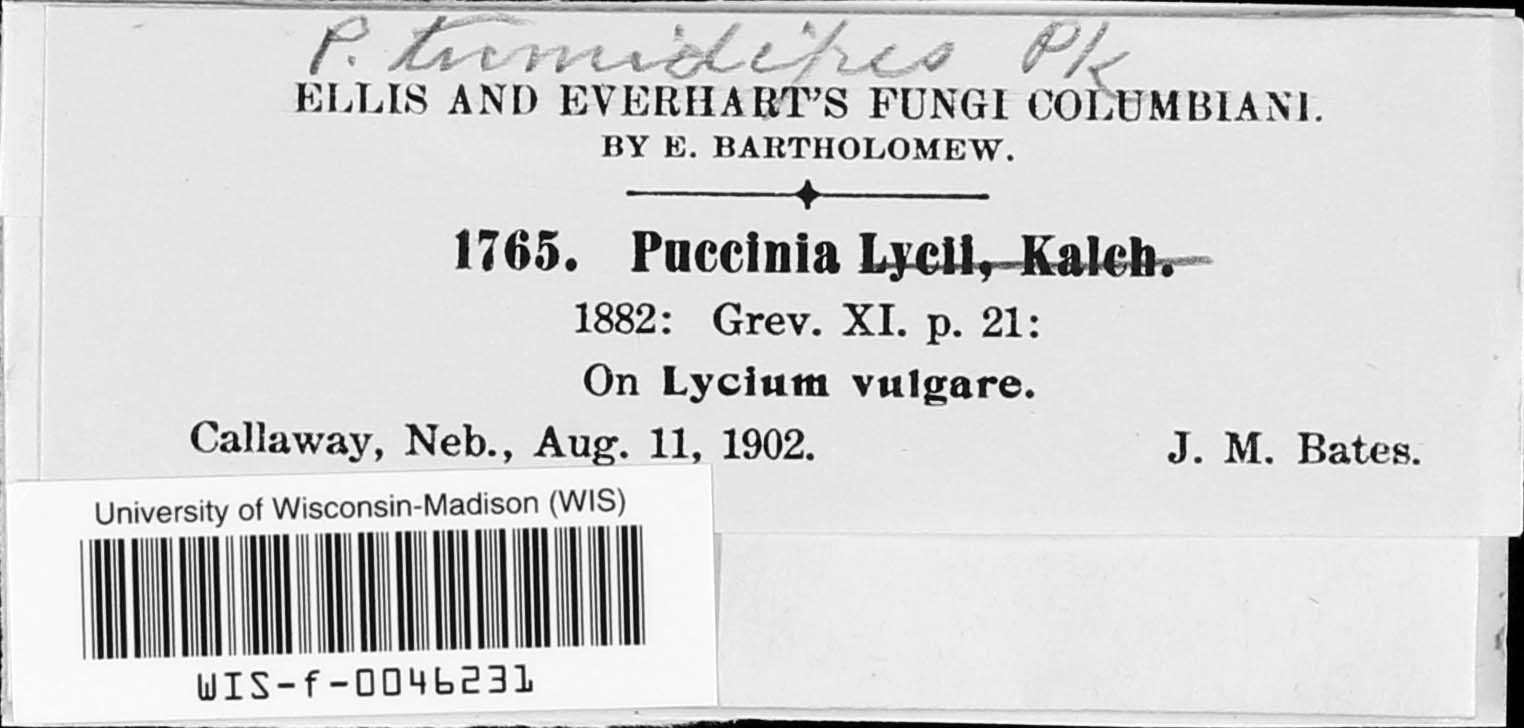 P. tumidipes Pk
ELLIS AND EVERHART'S FUNGI COLUMBIANI.
BY E. BARTHOLOMEW.
1765. Puccinia Lycii, Kalch.
1882: Grev. XI. p. 21:
On Lycium vulgare.
Callaway, Neb., Aug. 11, 1902. J. M. Bates.
University of Wisconsin-Madison (WIS)
WIS-f-0046231